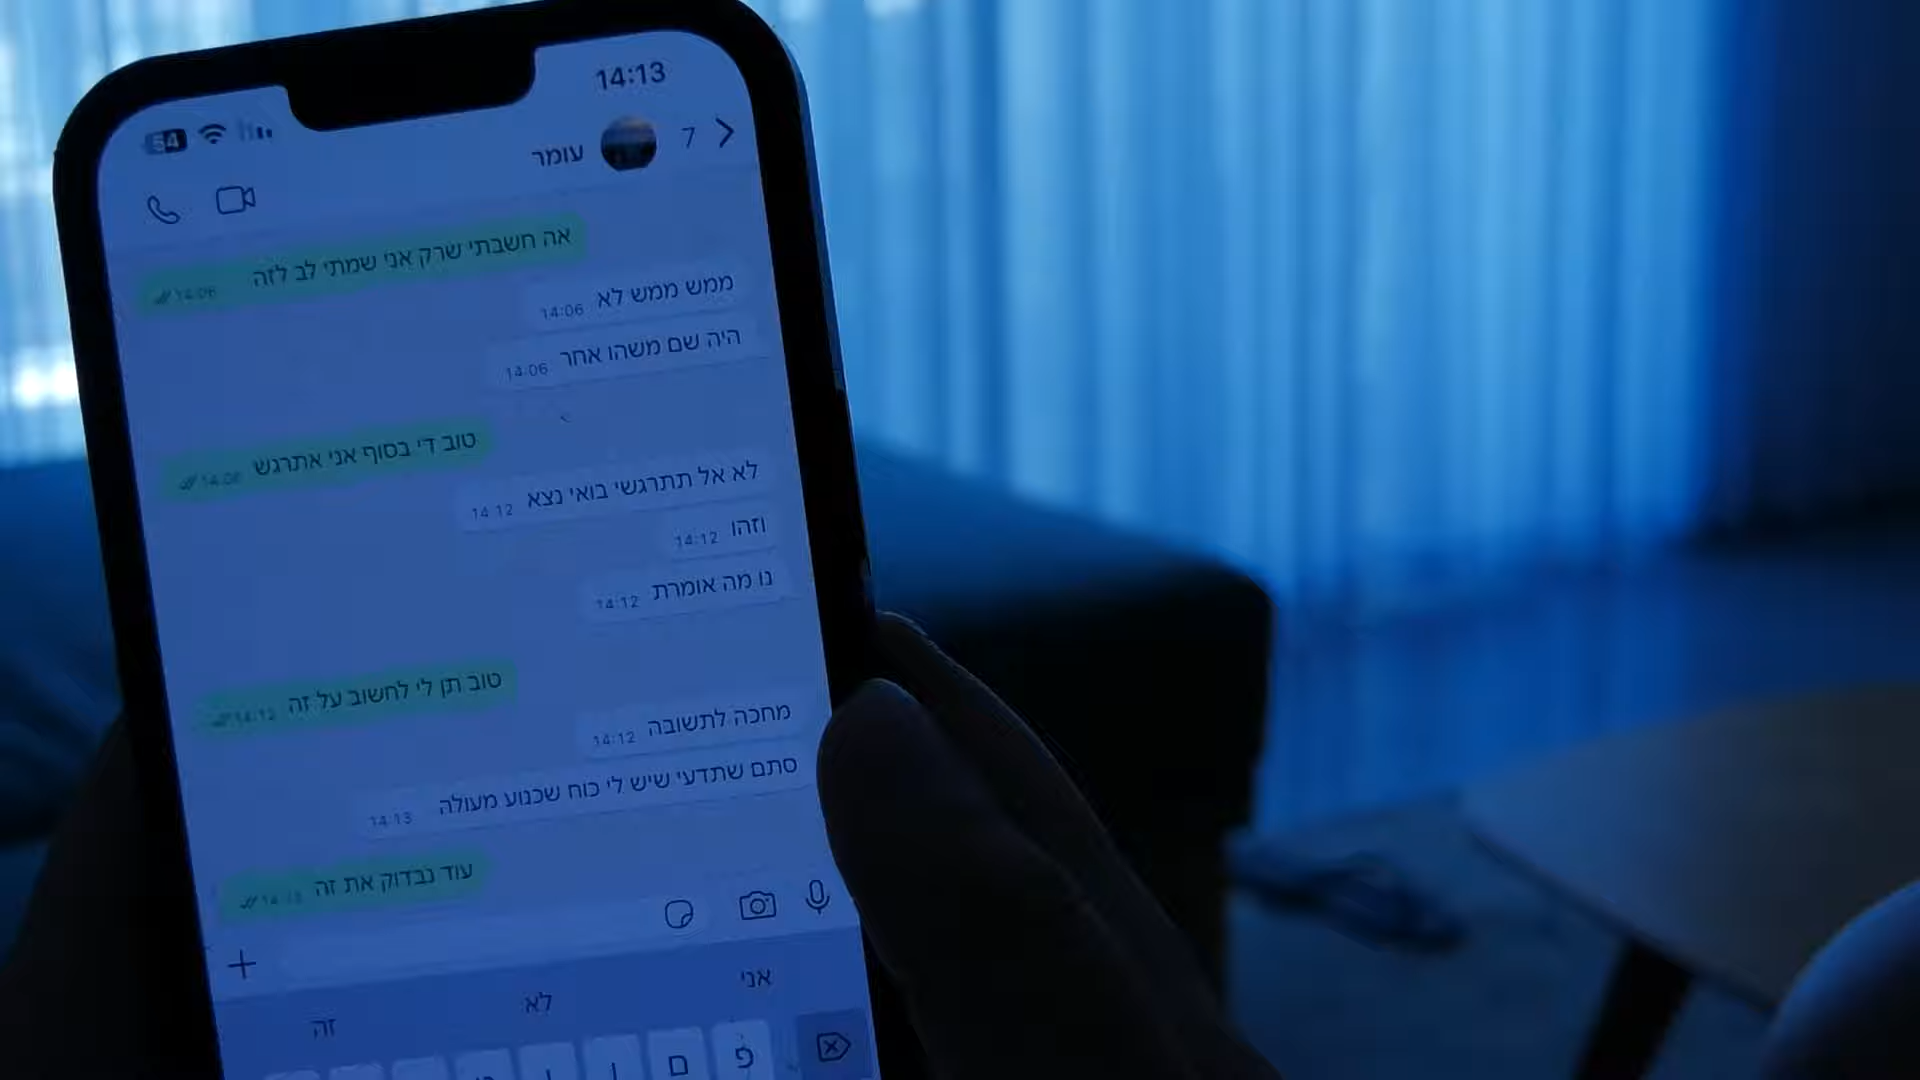 14:13
54
עומר
7
אה חשבתי שרק אני שמתי לב לזה
14:06
ממש ממש לא
14:06
היה שם משהו אחר
14:06
טוב די בסוף אני אתרגש
14:06
לא אל תתרגשי בואי נצא
14:12
וזהו
14:12
נו מה אומרת
14:12
טוב תן לי לחשוב על זה
14:12
מחכה לתשובה
14:12
סתם שתדעי שיש לי כוח שכנוע מעולה
14:13
עוד נבדוק את זה
14:13
אני
לא
זה
פ
ם
ן
ו